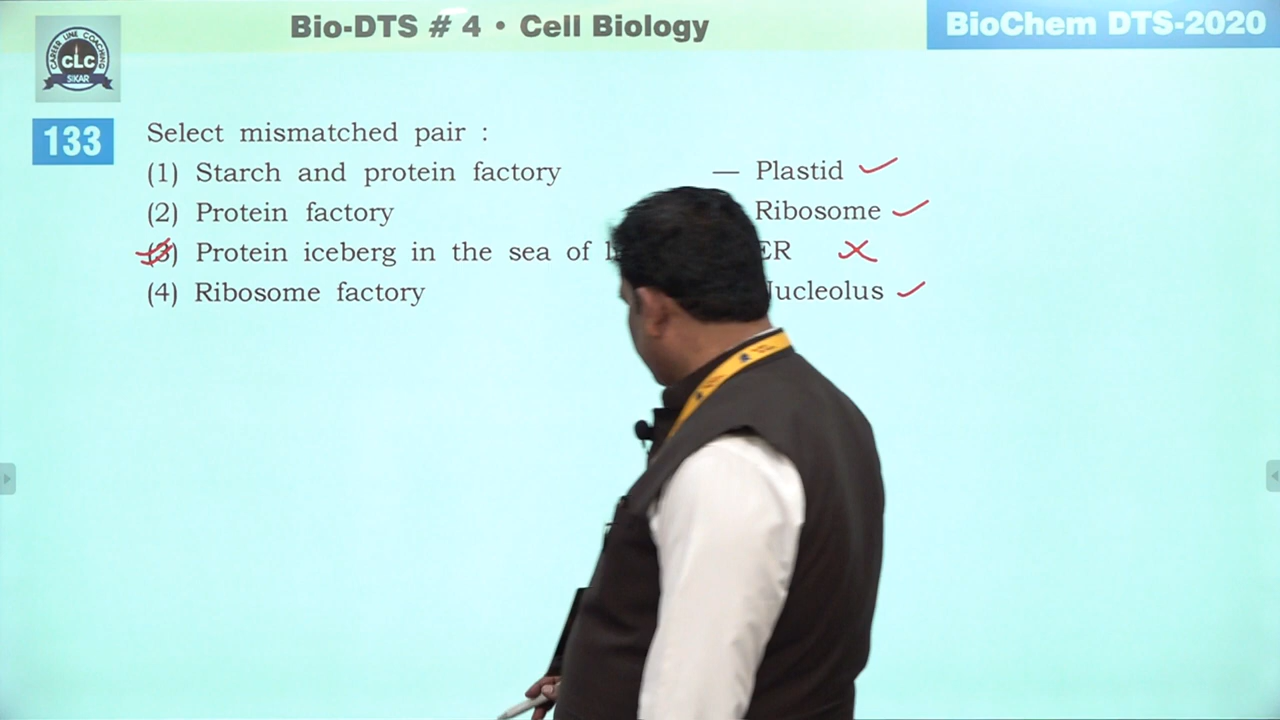 Bio-DTS # 4 • Cell Biology
BioChem DTS-2020
CAREER LINE COACHING
CLC
SIKAR
133
Select mismatched pair :
(1) Starch and protein factory — Plastid
(2) Protein factory Ribosome
(3) Protein iceberg in the sea of ER
(4) Ribosome factory Nucleolus